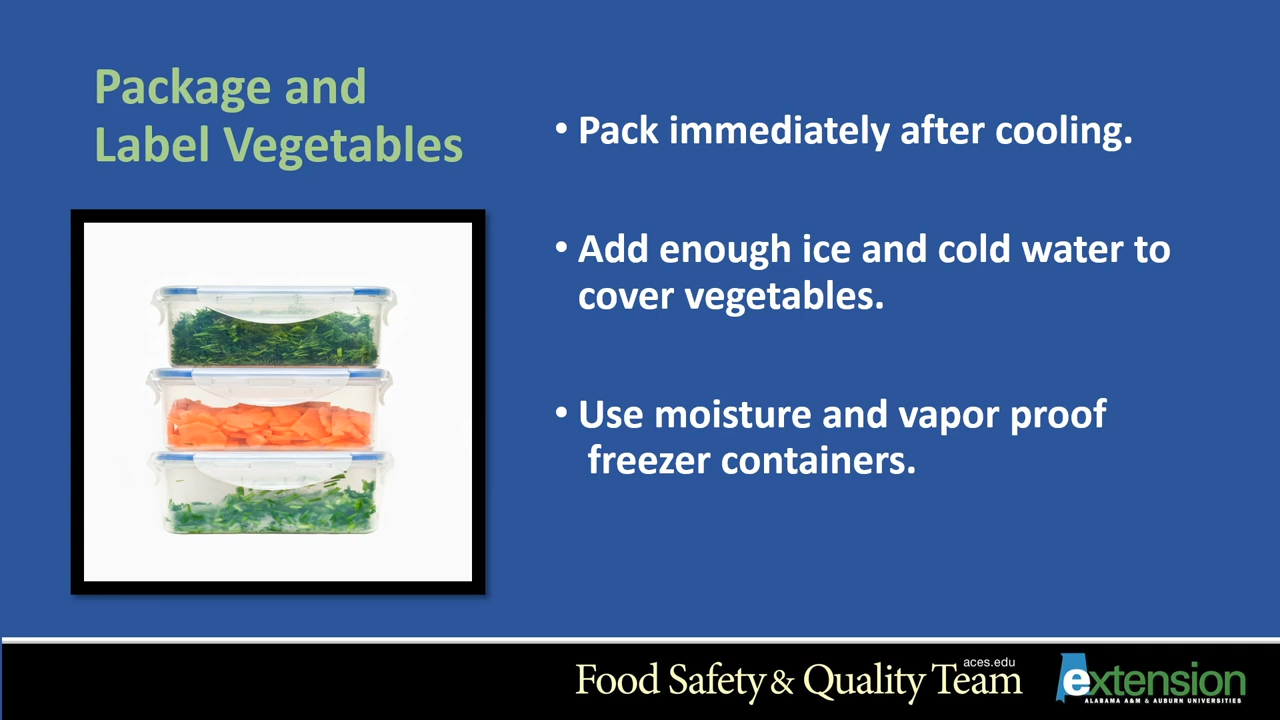 Package and
Label Vegetables
• Pack immediately after cooling.
• Add enough ice and cold water to
cover vegetables.
• Use moisture and vapor proof
freezer containers.
aces.edu
Food Safety & Quality Team
extension
ALABAMA A&M & AUBURN UNIVERSITIES